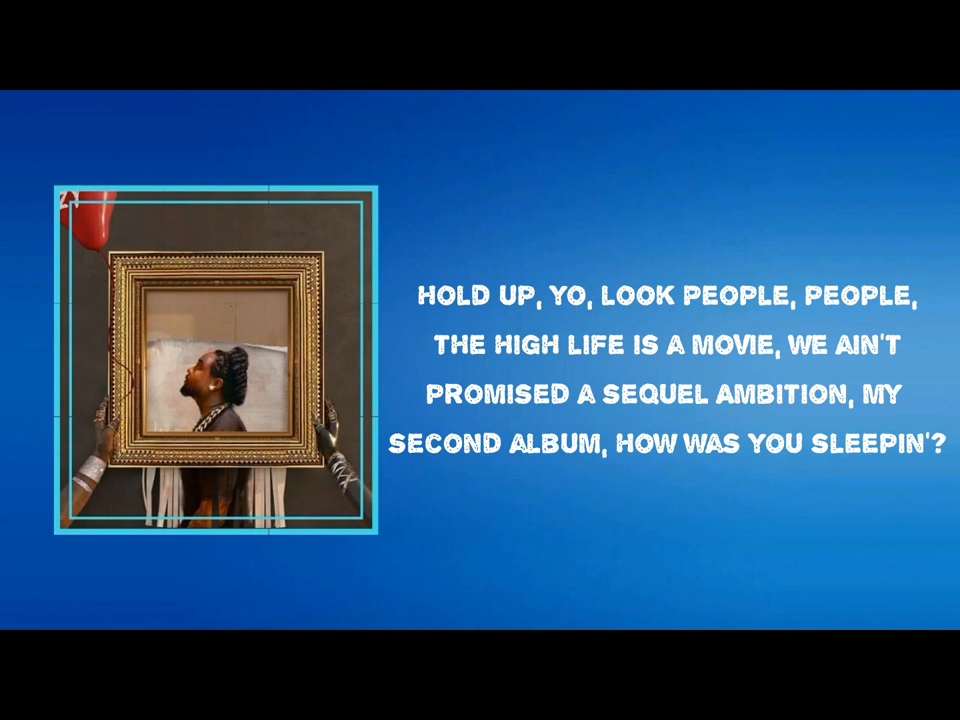 HOLD UP, YO, LOOK PEOPLE, PEOPLE,
THE HIGH LIFE IS A MOVIE, WE AIN'T
PROMISED A SEQUEL AMBITION, MY
SECOND ALBUM, HOW WAS YOU SLEEPIN'?